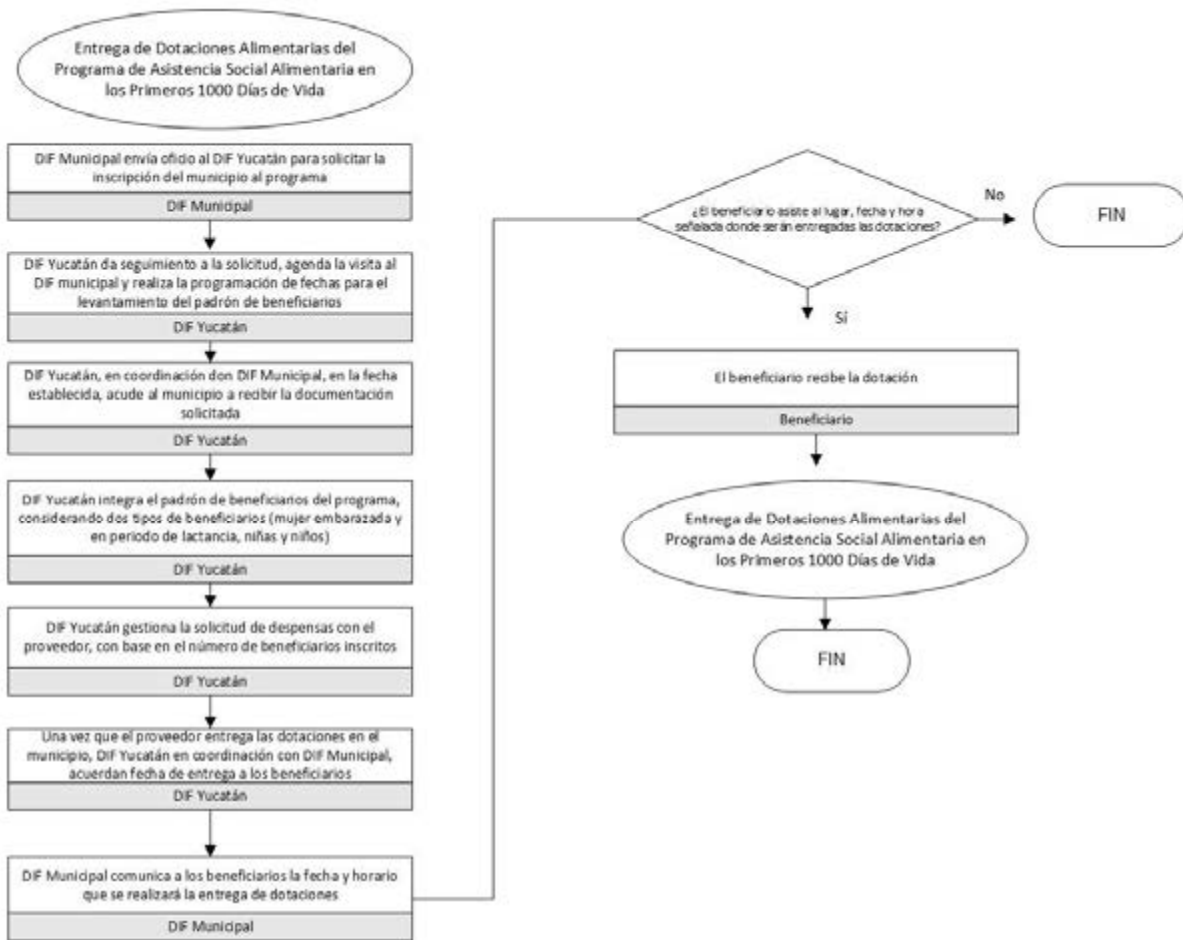 Entrega de Dotaciones Alimentarias del
Programa de Asistencia Social Alimentaria en
los Primeros 1000 Días de Vida
DIF Municipal envía oficio al DIF Yucatán para solicitar la
inscripción del municipio al programa
DIF Municipal
DIF Yucatán da seguimiento a la solicitud, agenda la visita al
DIF municipal y realiza la programación de fechas para el
levantamiento del padrón de beneficiarios
DIF Yucatán
DIF Yucatán, en coordinación don DIF Municipal, en la fecha
establecida, acude al municipio a recibir la documentación
solicitada
DIF Yucatán
DIF Yucatán integra el padrón de beneficiarios del programa,
considerando dos tipos de beneficiarios (mujer embarazada y
en periodo de lactancia, niñas y niños)
DIF Yucatán
DIF Yucatán gestiona la solicitud de despensas con el
proveedor, con base en el número de beneficiarios inscritos
DIF Yucatán
Una vez que el proveedor entrega las dotaciones en el
municipio, DIF Yucatán en coordinación con DIF Municipal,
acuerdan fecha de entrega a los beneficiarios
DIF Yucatán
DIF Municipal comunica a los beneficiarios la fecha y horario
que se realizará la entrega de dotaciones
DIF Municipal
¿El beneficiario asiste al lugar, fecha y hora
señalada donde serán entregadas las dotaciones?
No
FIN
Sí
El beneficiario recibe la dotación
Beneficiario
Entrega de Dotaciones Alimentarias del
Programa de Asistencia Social Alimentaria en
los Primeros 1000 Días de Vida
FIN